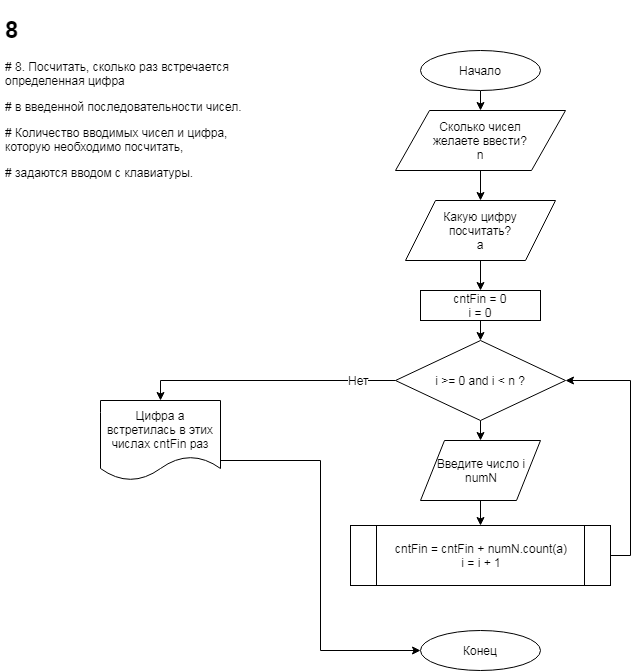 8
# 8. Посчитать, сколько раз встречается
определенная цифра
# в введенной последовательности чисел.
# Количество вводимых чисел и цифра,
которую необходимо посчитать,
# задаются вводом с клавиатуры.
Начало
Сколько чисел
желаете ввести?
n
Какую цифру
посчитать?
a
cntFin = 0
i = 0
i >= 0 and i < n ?
Нет
Цифра a
встретилась в этих
числах cntFin раз
Введите число i
numN
cntFin = cntFin + numN.count(a)
i = i + 1
Конец